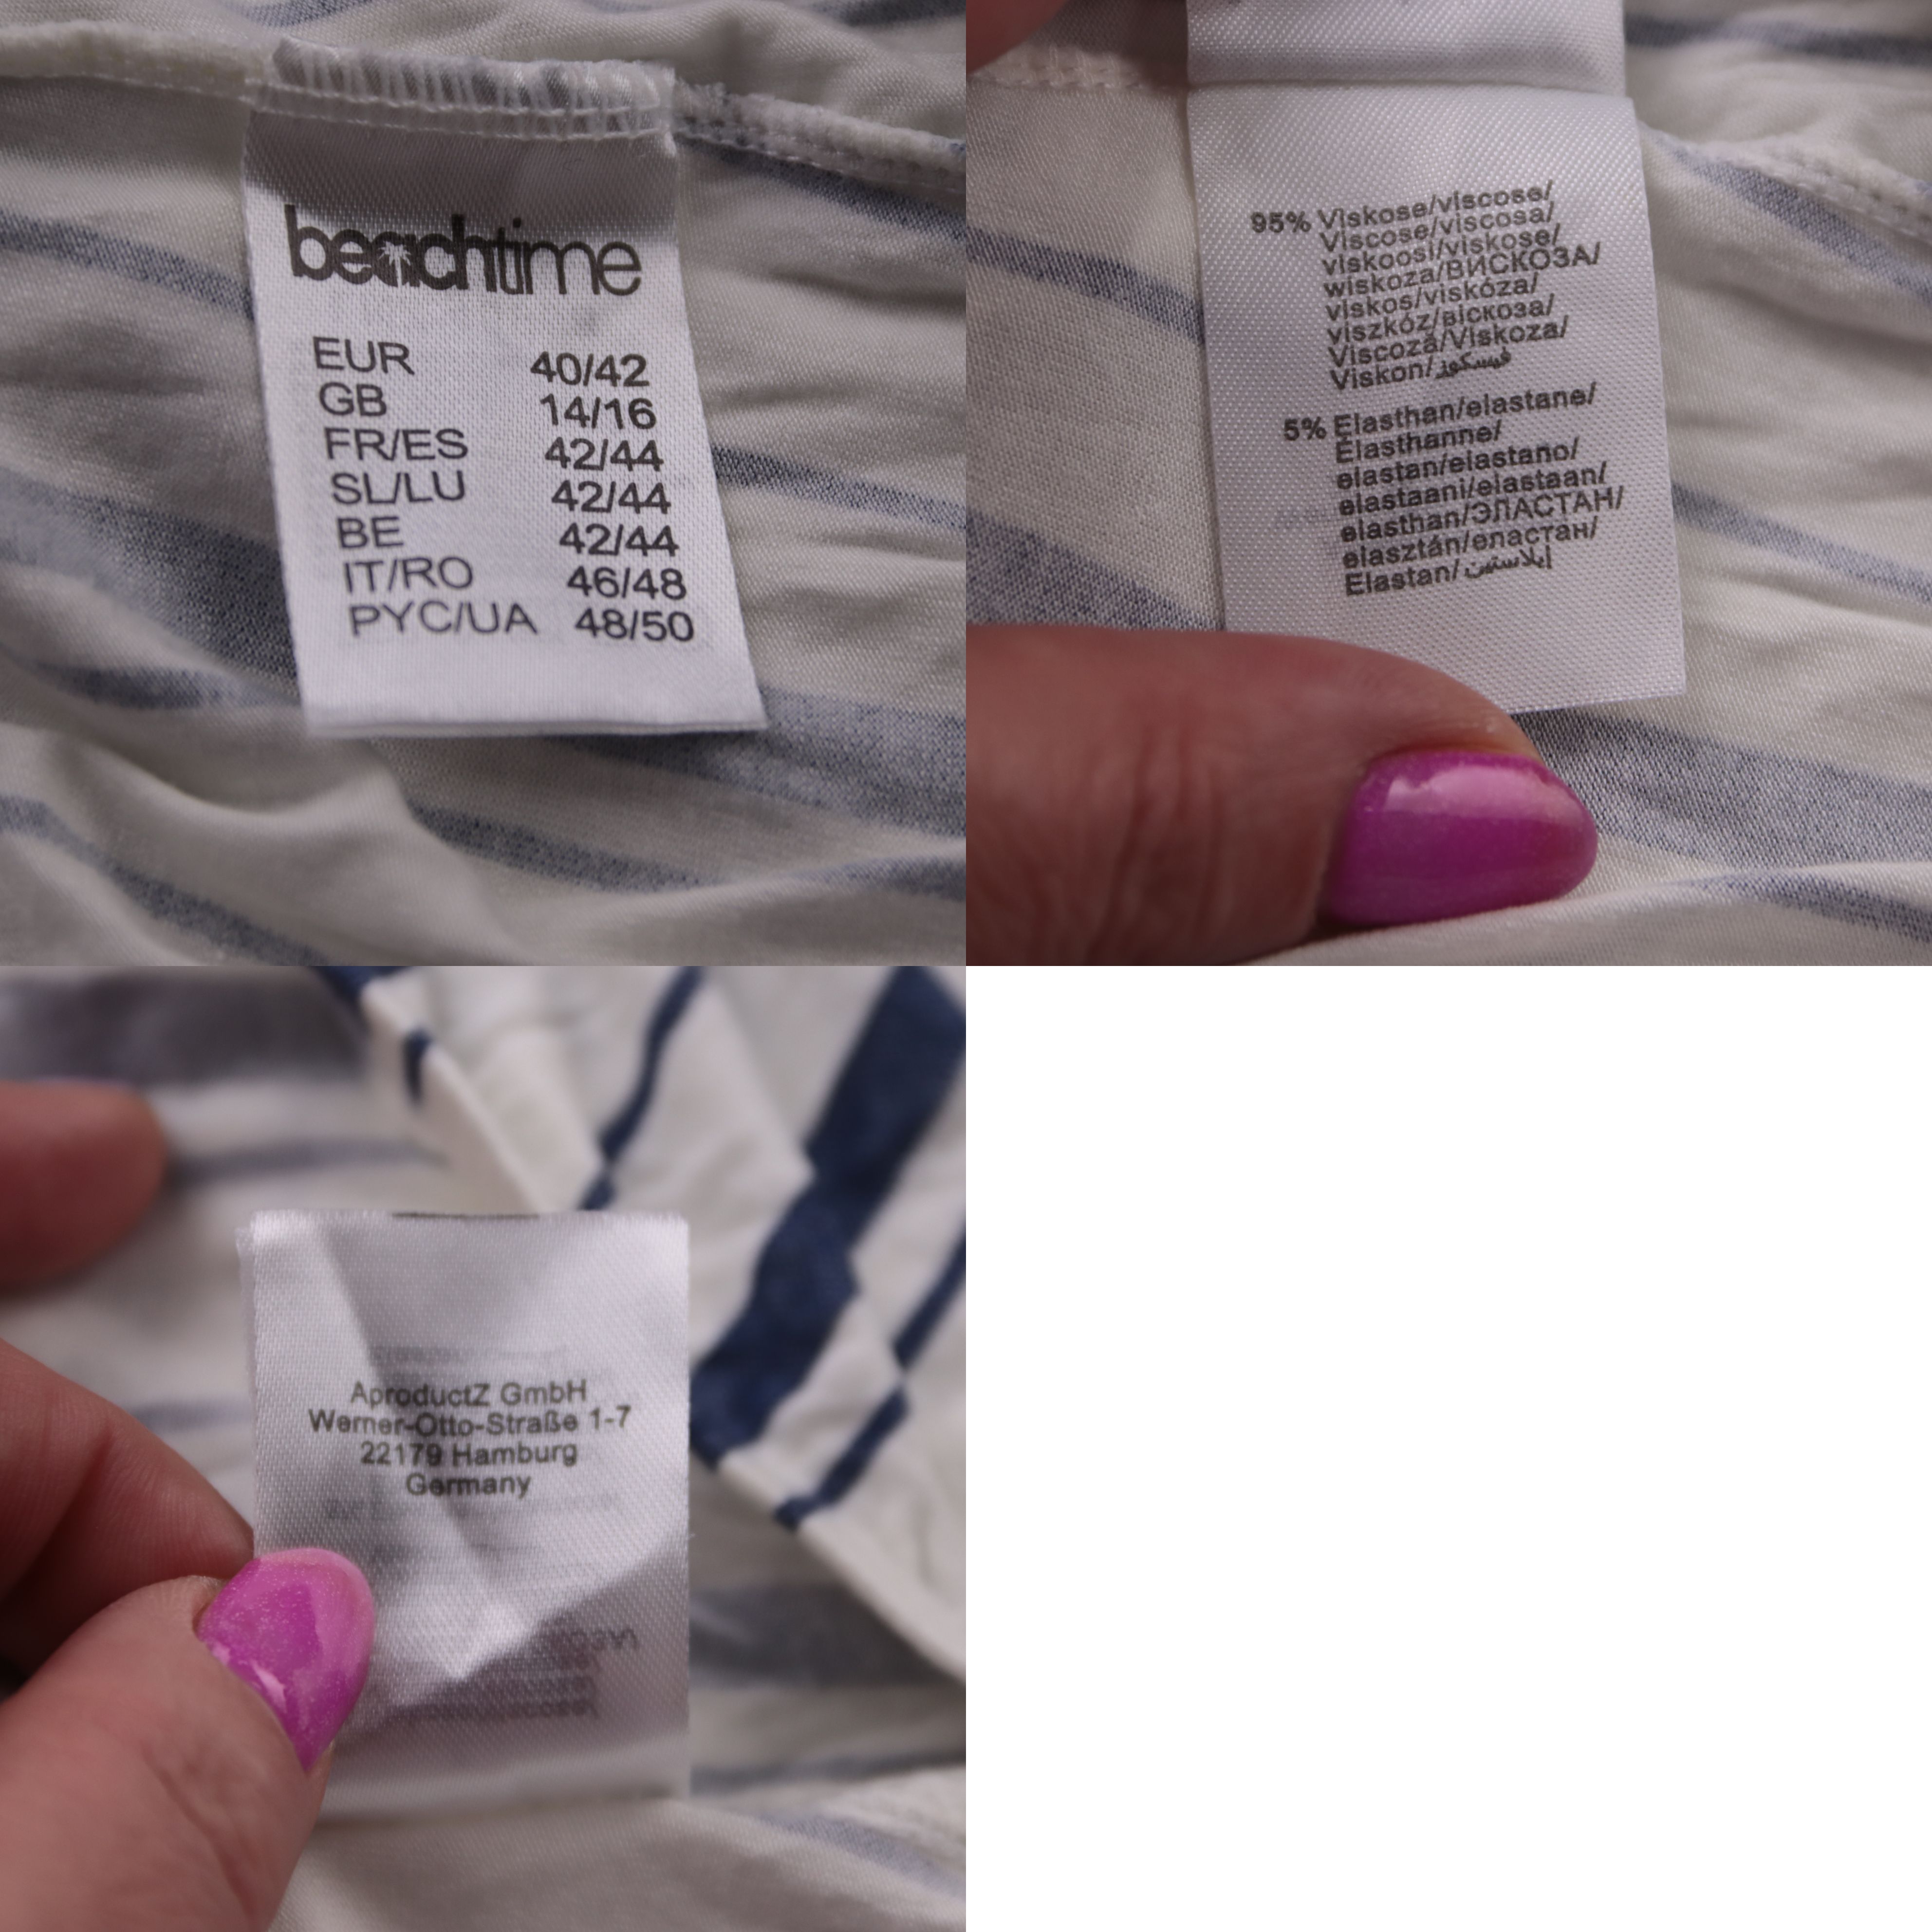 beachtime
EUR 40/42
GB 14/16
FR/ES 42/44
SL/LU 42/44
BE 42/44
IT/RO 46/48
PYC/UA 48/50
95% Viskose/viscose/
Viscose/viscosa/
viskoosi/viskose/
wiskoza/ВИСКОЗА/
viskos/viskóza/
viszkóz/віскоза/
Viscoză/Viskoza/
Viskon/فيسكوز
5% Elasthan/elastane/
Élasthanne/
elastan/elastano/
elastaani/elastaan/
elasthan/ЭЛАСТАН/
elasztán/еластан/
Elastan/إيلاستين
AproductZ GmbH
Werner-Otto-Straße 1-7
22179 Hamburg
Germany